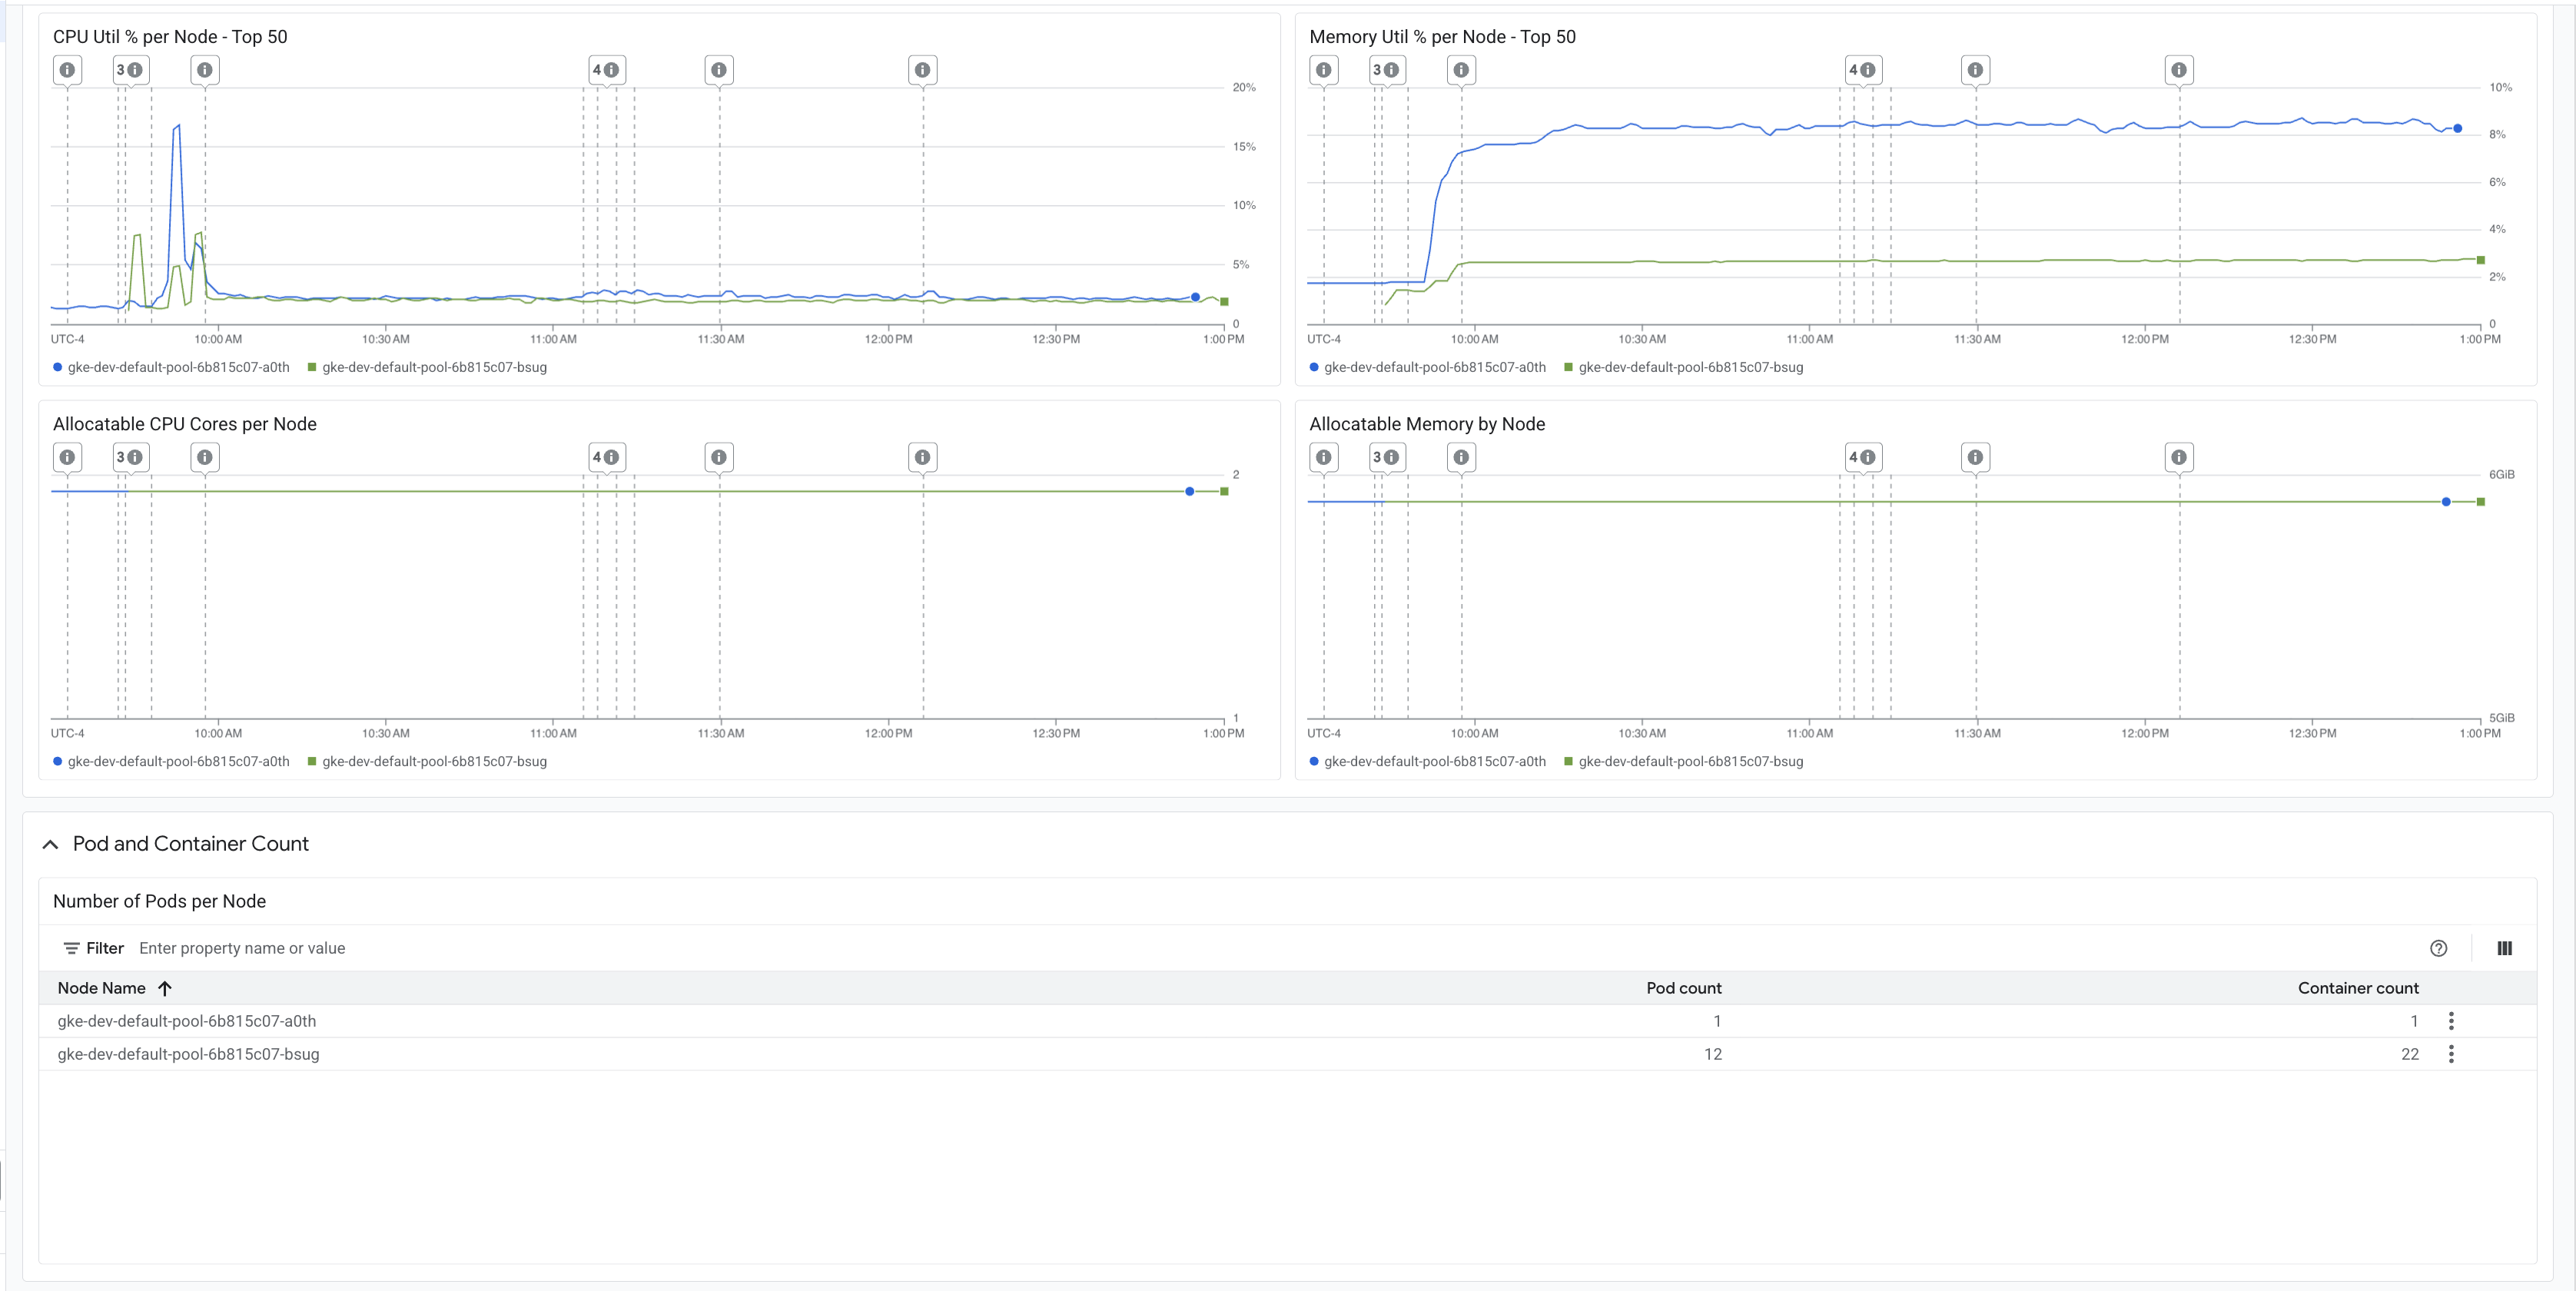 CPU Util % per Node - Top 50
3
4
20%
15%
10%
5%
0
UTC-4
10:00 AM
10:30 AM
11:00 AM
11:30 AM
12:00 PM
12:30 PM
1:00 PM
gke-dev-default-pool-6b815c07-a0th
gke-dev-default-pool-6b815c07-bsug
Memory Util % per Node - Top 50
3
4
10%
8%
6%
4%
2%
0
UTC-4
10:00 AM
10:30 AM
11:00 AM
11:30 AM
12:00 PM
12:30 PM
1:00 PM
gke-dev-default-pool-6b815c07-a0th
gke-dev-default-pool-6b815c07-bsug
Allocatable CPU Cores per Node
3
4
2
1
UTC-4
10:00 AM
10:30 AM
11:00 AM
11:30 AM
12:00 PM
12:30 PM
1:00 PM
gke-dev-default-pool-6b815c07-a0th
gke-dev-default-pool-6b815c07-bsug
Allocatable Memory by Node
3
4
6GiB
5GiB
UTC-4
10:00 AM
10:30 AM
11:00 AM
11:30 AM
12:00 PM
12:30 PM
1:00 PM
gke-dev-default-pool-6b815c07-a0th
gke-dev-default-pool-6b815c07-bsug
Pod and Container Count
Number of Pods per Node
Filter Enter property name or value
Node Name Pod count Container count
gke-dev-default-pool-6b815c07-a0th 1 1
gke-dev-default-pool-6b815c07-bsug 12 22